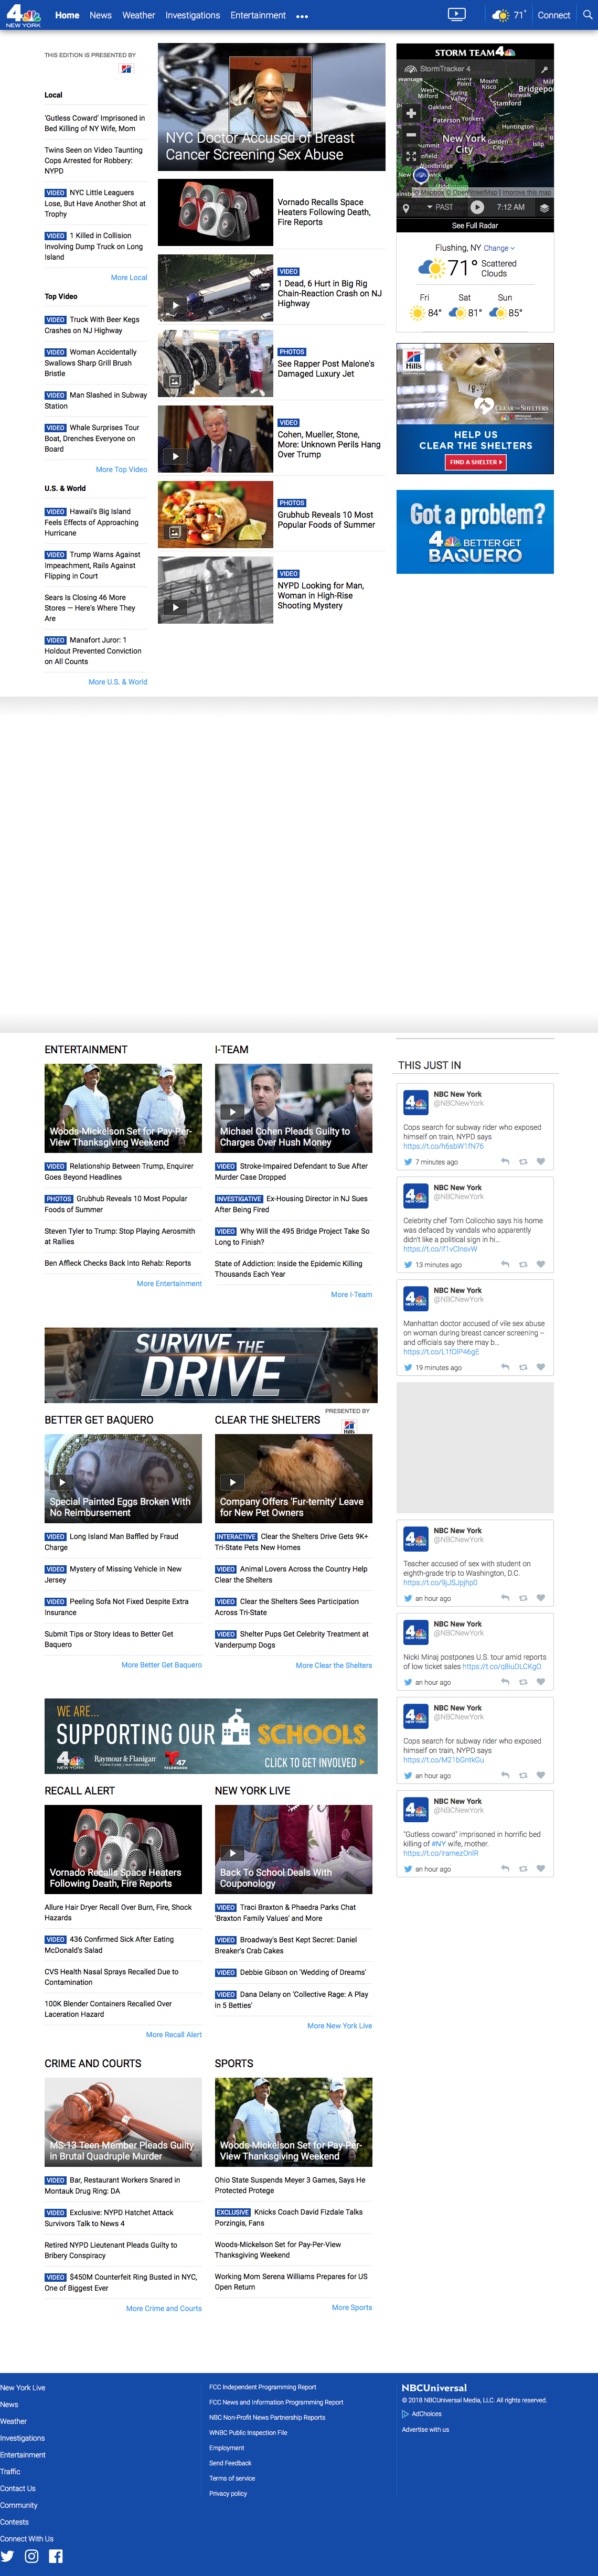 4
NEW YORK
Home
News
Weather
Investigations
Entertainment
71°
Connect
THIS EDITION IS PRESENTED BY
Local
'Gutless Coward' Imprisoned in
Bed Killing of NY Wife, Mom
Twins Seen on Video Taunting
Cops Arrested for Robbery:
NYPD
VIDEO NYC Little Leaguers
Lose, But Have Another Shot at
Trophy
VIDEO 1 Killed in Collision
Involving Dump Truck on Long
Island
More Local
Top Video
VIDEO Truck With Beer Kegs
Crashes on NJ Highway
VIDEO Woman Accidentally
Swallows Sharp Grill Brush
Bristle
VIDEO Man Slashed in Subway
Station
VIDEO Whale Surprises Tour
Boat, Drenches Everyone on
Board
More Top Video
U.S. & World
VIDEO Hawaii's Big Island
Feels Effects of Approaching
Hurricane
VIDEO Trump Warns Against
Impeachment, Rails Against
Flipping in Court
Sears Is Closing 46 More
Stores — Here's Where They
Are
VIDEO Manafort Juror: 1
Holdout Prevented Conviction
on All Counts
More U.S. & World
NYC Doctor Accused of Breast
Cancer Screening Sex Abuse
Vornado Recalls Space
Heaters Following Death,
Fire Reports
VIDEO
1 Dead, 6 Hurt in Big Rig
Chain-Reaction Crash on NJ
Highway
PHOTOS
See Rapper Post Malone's
Damaged Luxury Jet
VIDEO
Cohen, Mueller, Stone,
More: Unknown Perils Hang
Over Trump
PHOTOS
Grubhub Reveals 10 Most
Popular Foods of Summer
VIDEO
NYPD Looking for Man,
Woman in High-Rise
Shooting Mystery
STORM TEAM 4
StormTracker 4
West Milford
Spring Valley
Mount Kisco
Norwalk
Bridgepo
Stamford
Oakland
Paterson
Yonkers
Huntington
New York
City
Garden City
Islip
Woodbridge
Mapbox © OpenStreetMap | Improve this map
PAST
7:12 AM
See Full Radar
Flushing, NY Change
71° Scattered
Clouds
Fri Sat Sun
84° 81° 85°
Hill's
CLEAR THE SHELTERS
HELP US
CLEAR THE SHELTERS
FIND A SHELTER
Got a problem?
4 BETTER GET
BAQUERO
ENTERTAINMENT
Woods-Mickelson Set for Pay-Per-
View Thanksgiving Weekend
VIDEO Relationship Between Trump, Enquirer
Goes Beyond Headlines
PHOTOS Grubhub Reveals 10 Most Popular
Foods of Summer
Steven Tyler to Trump: Stop Playing Aerosmith
at Rallies
Ben Affleck Checks Back Into Rehab: Reports
More Entertainment
I-TEAM
Michael Cohen Pleads Guilty to
Charges Over Hush Money
VIDEO Stroke-Impaired Defendant to Sue After
Murder Case Dropped
INVESTIGATIVE Ex-Housing Director in NJ Sues
After Being Fired
VIDEO Why Will the 495 Bridge Project Take So
Long to Finish?
State of Addiction: Inside the Epidemic Killing
Thousands Each Year
More I-Team
SURVIVE THE
DRIVE
BETTER GET BAQUERO
Special Painted Eggs Broken With
No Reimbursement
VIDEO Long Island Man Baffled by Fraud
Charge
VIDEO Mystery of Missing Vehicle in New
Jersey
VIDEO Peeling Sofa Not Fixed Despite Extra
Insurance
Submit Tips or Story Ideas to Better Get
Baquero
More Better Get Baquero
PRESENTED BY
Hill's
CLEAR THE SHELTERS
Company Offers 'Fur-ternity' Leave
for New Pet Owners
INTERACTIVE Clear the Shelters Drive Gets 9K+
Tri-State Pets New Homes
VIDEO Animal Lovers Across the Country Help
Clear the Shelters
VIDEO Clear the Shelters Sees Participation
Across Tri-State
VIDEO Shelter Pups Get Celebrity Treatment at
Vanderpump Dogs
More Clear the Shelters
WE ARE...
SUPPORTING OUR SCHOOLS
4 NEW YORK
Raymour & Flanigan
FURNITURE | MATTRESSES
47
TELEMUNDO
CLICK TO GET INVOLVED
RECALL ALERT
Vornado Recalls Space Heaters
Following Death, Fire Reports
Allure Hair Dryer Recall Over Burn, Fire, Shock
Hazards
VIDEO 436 Confirmed Sick After Eating
McDonald's Salad
CVS Health Nasal Sprays Recalled Due to
Contamination
100K Blender Containers Recalled Over
Laceration Hazard
More Recall Alert
NEW YORK LIVE
Back To School Deals With
Couponology
VIDEO Traci Braxton & Phaedra Parks Chat
'Braxton Family Values' and More
VIDEO Broadway's Best Kept Secret: Daniel
Breaker's Crab Cakes
VIDEO Debbie Gibson on 'Wedding of Dreams'
VIDEO Dana Delany on 'Collective Rage: A Play
in 5 Betties'
More New York Live
CRIME AND COURTS
MS-13 Teen Member Pleads Guilty
in Brutal Quadruple Murder
VIDEO Bar, Restaurant Workers Snared in
Montauk Drug Ring: DA
VIDEO Exclusive: NYPD Hatchet Attack
Survivors Talk to News 4
Retired NYPD Lieutenant Pleads Guilty to
Bribery Conspiracy
VIDEO $450M Counterfeit Ring Busted in NYC,
One of Biggest Ever
More Crime and Courts
SPORTS
Woods-Mickelson Set for Pay-Per-
View Thanksgiving Weekend
Ohio State Suspends Meyer 3 Games, Says He
Protected Protege
EXCLUSIVE Knicks Coach David Fizdale Talks
Porzingis, Fans
Woods-Mickelson Set for Pay-Per-View
Thanksgiving Weekend
Working Mom Serena Williams Prepares for US
Open Return
More Sports
THIS JUST IN
NBC New York
@NBCNewYork
Cops search for subway rider who exposed
himself on train, NYPD says
https://t.co/h6sbW1fN76
7 minutes ago
NBC New York
@NBCNewYork
Celebrity chef Tom Colicchio says his home
was defaced by vandals who apparently
didn't like a political sign in hi...
https://t.co/if1vClnsvW
13 minutes ago
NBC New York
@NBCNewYork
Manhattan doctor accused of vile sex abuse
on woman during breast cancer screening --
and officials say there may b...
https://t.co/L1fOlP46gE
19 minutes ago
NBC New York
@NBCNewYork
Teacher accused of sex with student on
eighth-grade trip to Washington, D.C.
https://t.co/9jJSJpjhp0
an hour ago
NBC New York
@NBCNewYork
Nicki Minaj postpones U.S. tour amid reports
of low ticket sales https://t.co/q8iuDLCKgO
an hour ago
NBC New York
@NBCNewYork
Cops search for subway rider who exposed
himself on train, NYPD says
https://t.co/M21bGntkGu
an hour ago
NBC New York
@NBCNewYork
"Gutless coward" imprisoned in horrific bed
killing of #NY wife, mother.
https://t.co/IramezOnIR
an hour ago
New York Live
News
Weather
Investigations
Entertainment
Traffic
Contact Us
Community
Contests
Connect With Us
FCC Independent Programming Report
FCC News and Information Programming Report
NBC Non-Profit News Partnership Reports
WNBC Public Inspection File
Employment
Send Feedback
Terms of service
Privacy policy
NBCUniversal
© 2018 NBCUniversal Media, LLC. All rights reserved.
AdChoices
Advertise with us